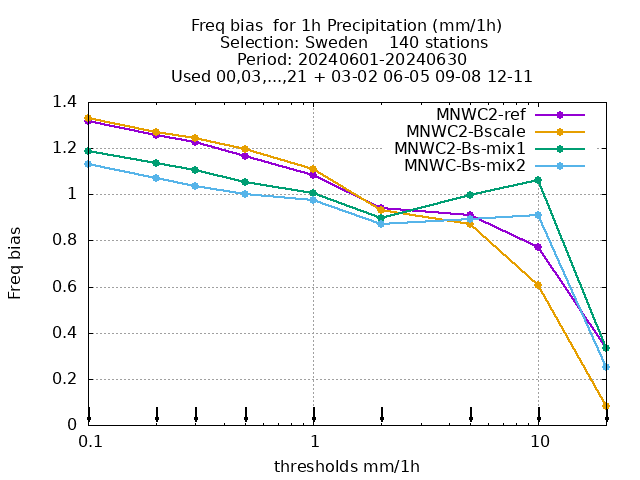 Freq bias  for 1h Precipitation (mm/1h)
Selection: Sweden    140 stations
Period: 20240601-20240630
Used 00,03,...,21 + 03-02 06-05 09-08 12-11
MNWC2-ref
MNWC2-Bscale
MNWC2-Bs-mix1
MNWC-Bs-mix2
1.4
1.2
1
0.8
0.6
0.4
0.2
0
Freq bias
0.1 1 10
thresholds mm/1h